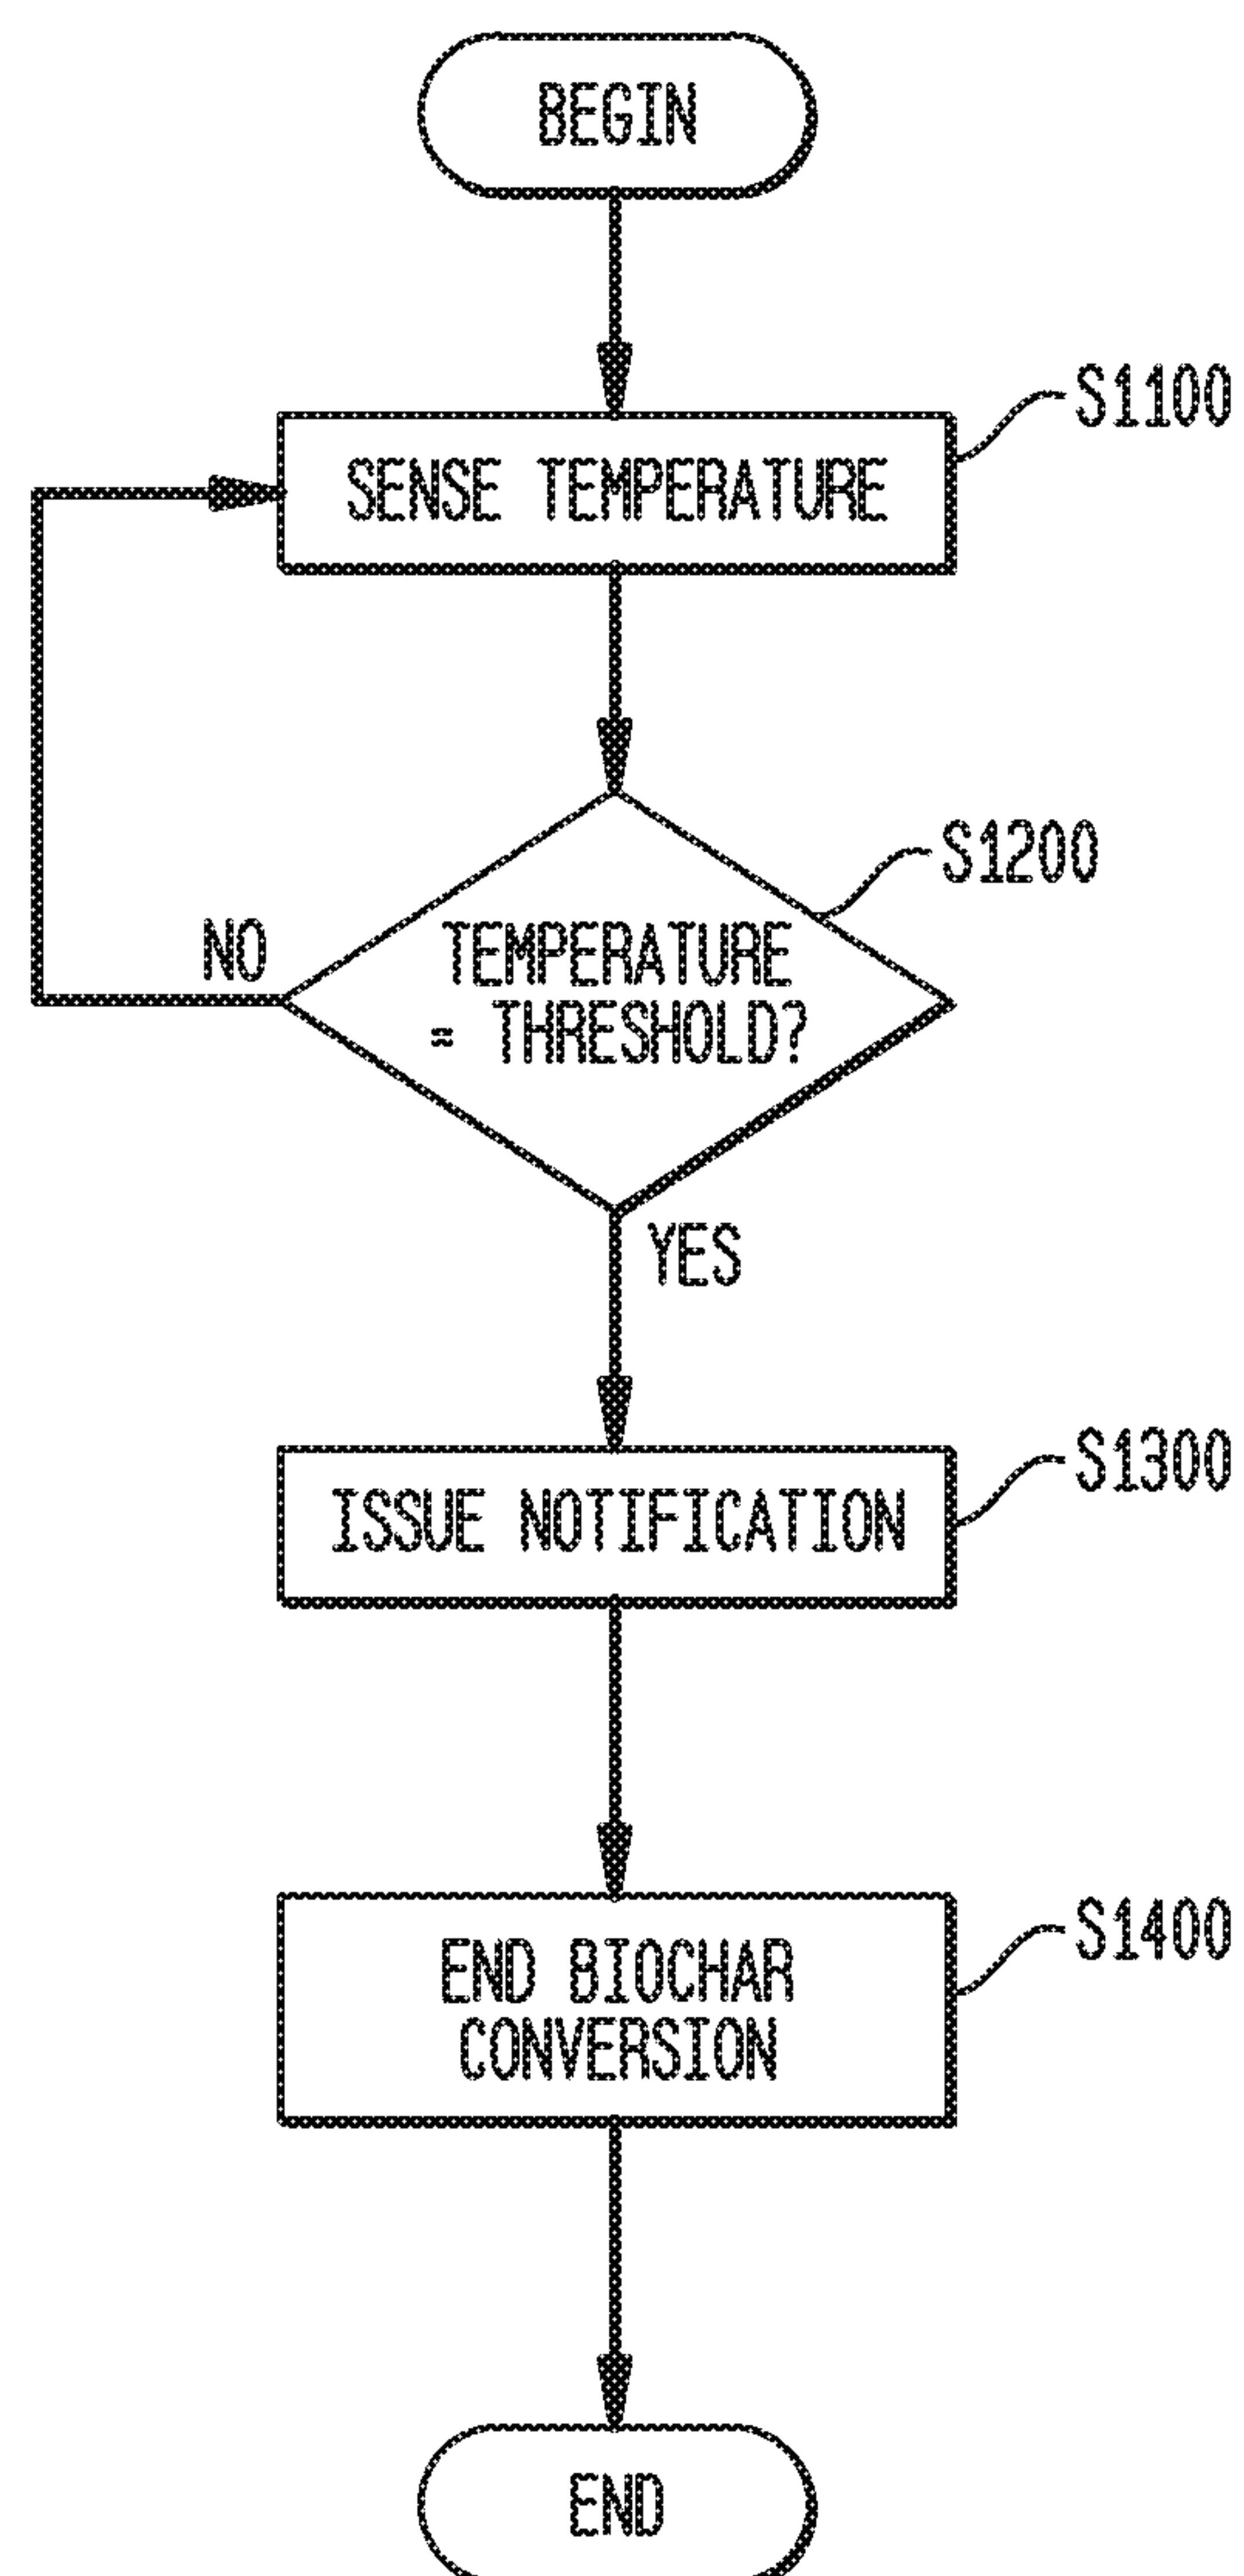 BEGIN
S1100
SENSE TEMPERATURE
S1200
NO
TEMPERATURE
= THRESHOLD?
YES
S1300
ISSUE NOTIFICATION
S1400
END BIOCHAR
CONVERSION
END